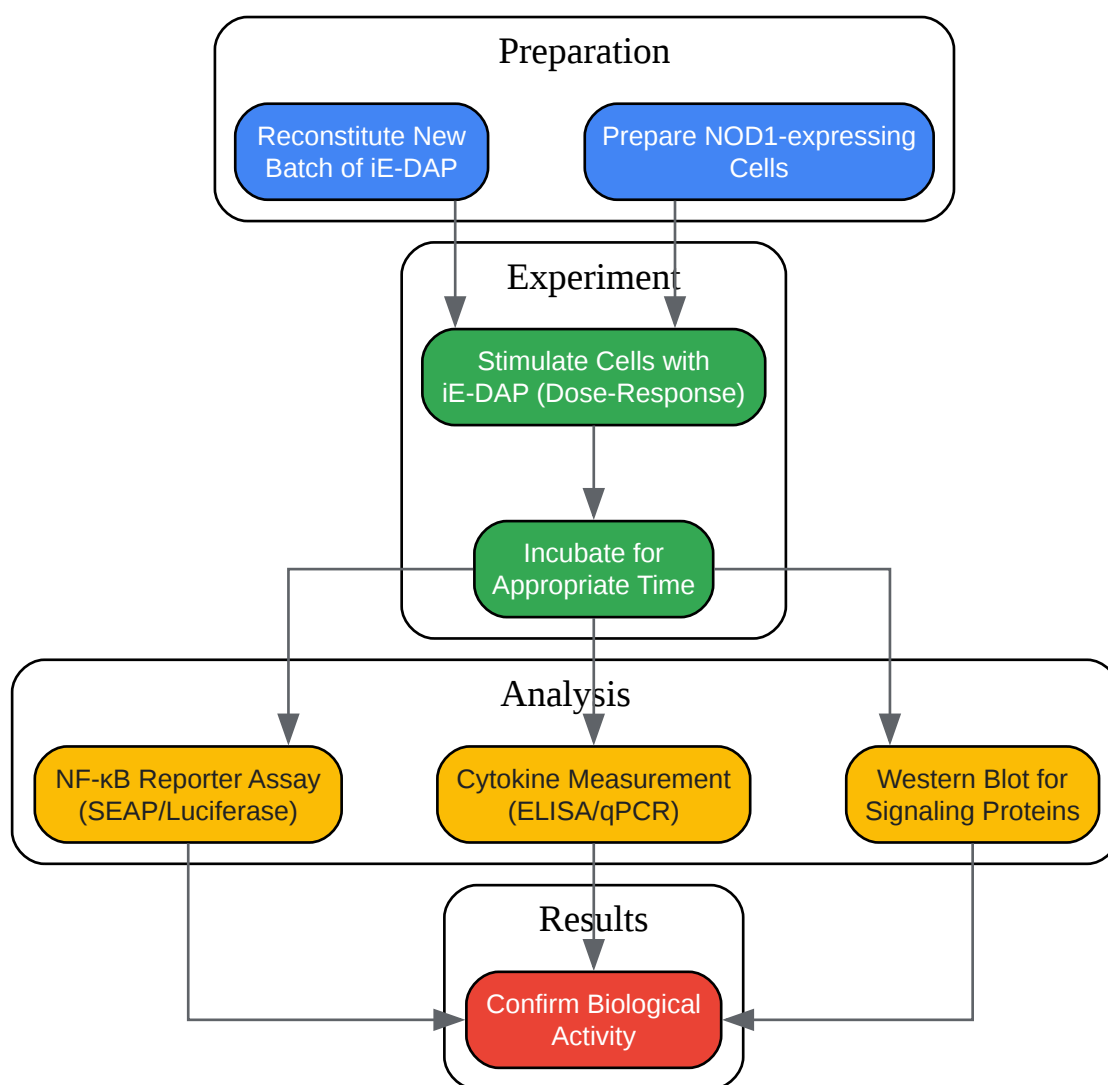 Preparation
Reconstitute New
Batch of iE-DAP
Prepare NOD1-expressing
Cells
Experiment
Stimulate Cells with
iE-DAP (Dose-Response)
Incubate for
Appropriate Time
Analysis
NF-κB Reporter Assay
(SEAP/Luciferase)
Cytokine Measurement
(ELISA/qPCR)
Western Blot for
Signaling Proteins
Results
Confirm Biological
Activity